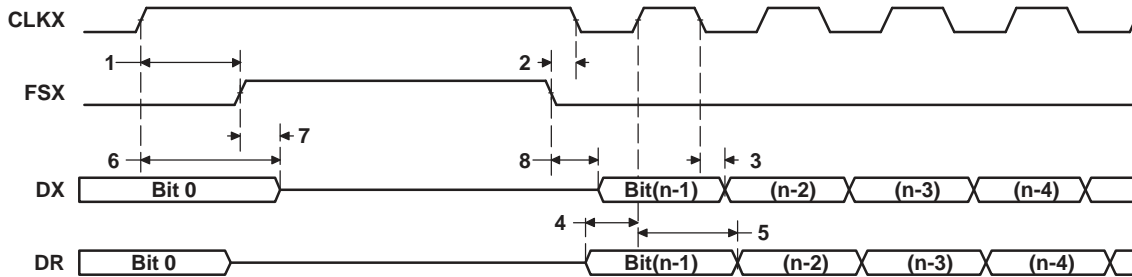 CLKX
1
2
FSX
7
6
8
3
DX
Bit 0
Bit(n-1)
(n-2)
(n-3)
(n-4)
4
5
DR
Bit 0
Bit(n-1)
(n-2)
(n-3)
(n-4)